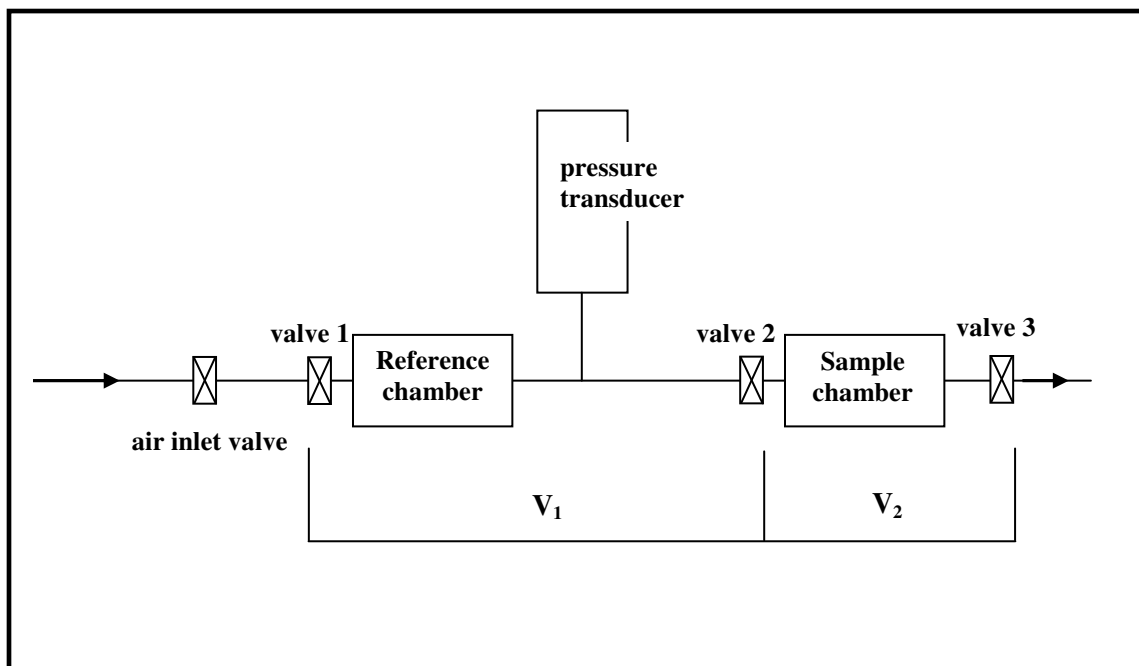 pressure
transducer
valve 1
valve 2
valve 3
Reference
chamber
Sample
chamber
air inlet valve
V₁
V₂